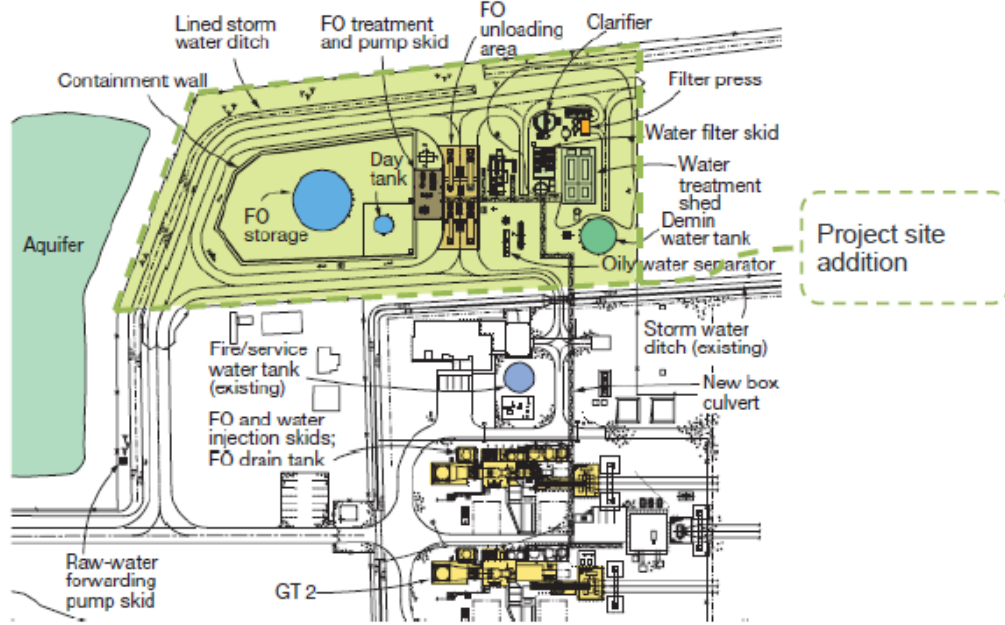 Lined storm
water ditch
FO treatment
and pump skid
FO
unloading
area
Clarifier
Containment wall
Filter press
Water filter skid
Day
tank
Water
treatment
shed
FO
storage
Aquifer
Demin
water tank
Oily water separator
Project site
addition
Storm water
ditch (existing)
Fire/service
water tank
(existing)
New box
culvert
FO and water
injection skids;
FO drain tank
Raw-water
forwarding
pump skid
GT 2